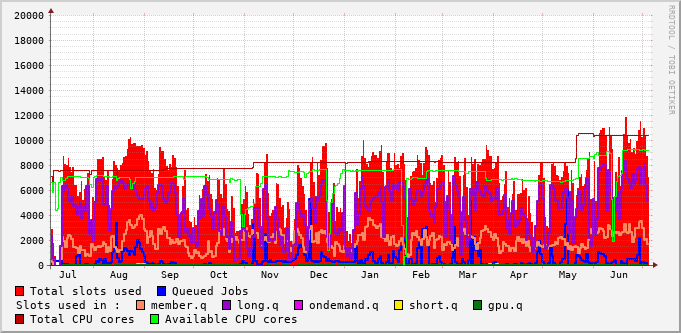 20000
18000
16000
14000
12000
10000
8000
6000
4000
2000
0
Jul Aug Sep Oct Nov Dec Jan Feb Mar Apr May Jun
RRDTOOL / TOBI OETIKER
Total slots used Queued Jobs
Slots used in : member.q long.q ondemand.q short.q gpu.q
Total CPU cores Available CPU cores